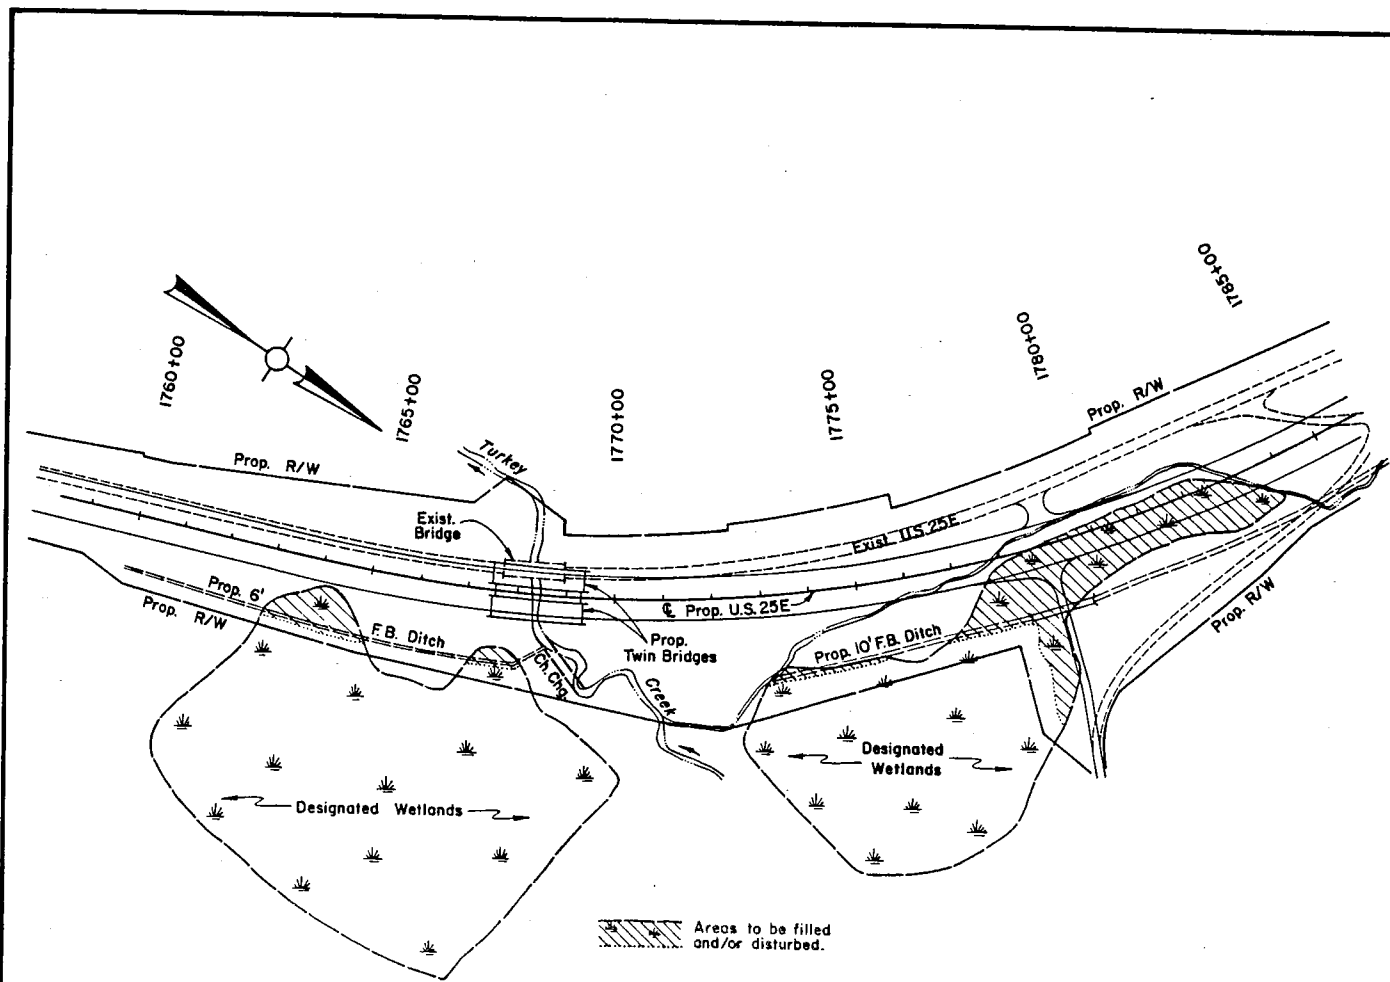 1785+00
1780+00
1760+00
1765+00
1770+00
1775+00
Prop. R/W
Turkey
Prop. R/W
Exist.
Bridge
Exist. U.S. 25E
Prop. 6'
F.B. Ditch
Prop. R/W
℄ Prop. U.S. 25E
Prop.
Twin Bridges
Prop. 10' F.B. Ditch
Prop. R/W
Ch. Chg.
Creek
Designated
Wetlands
Designated Wetlands
Areas to be filled
and/or disturbed.